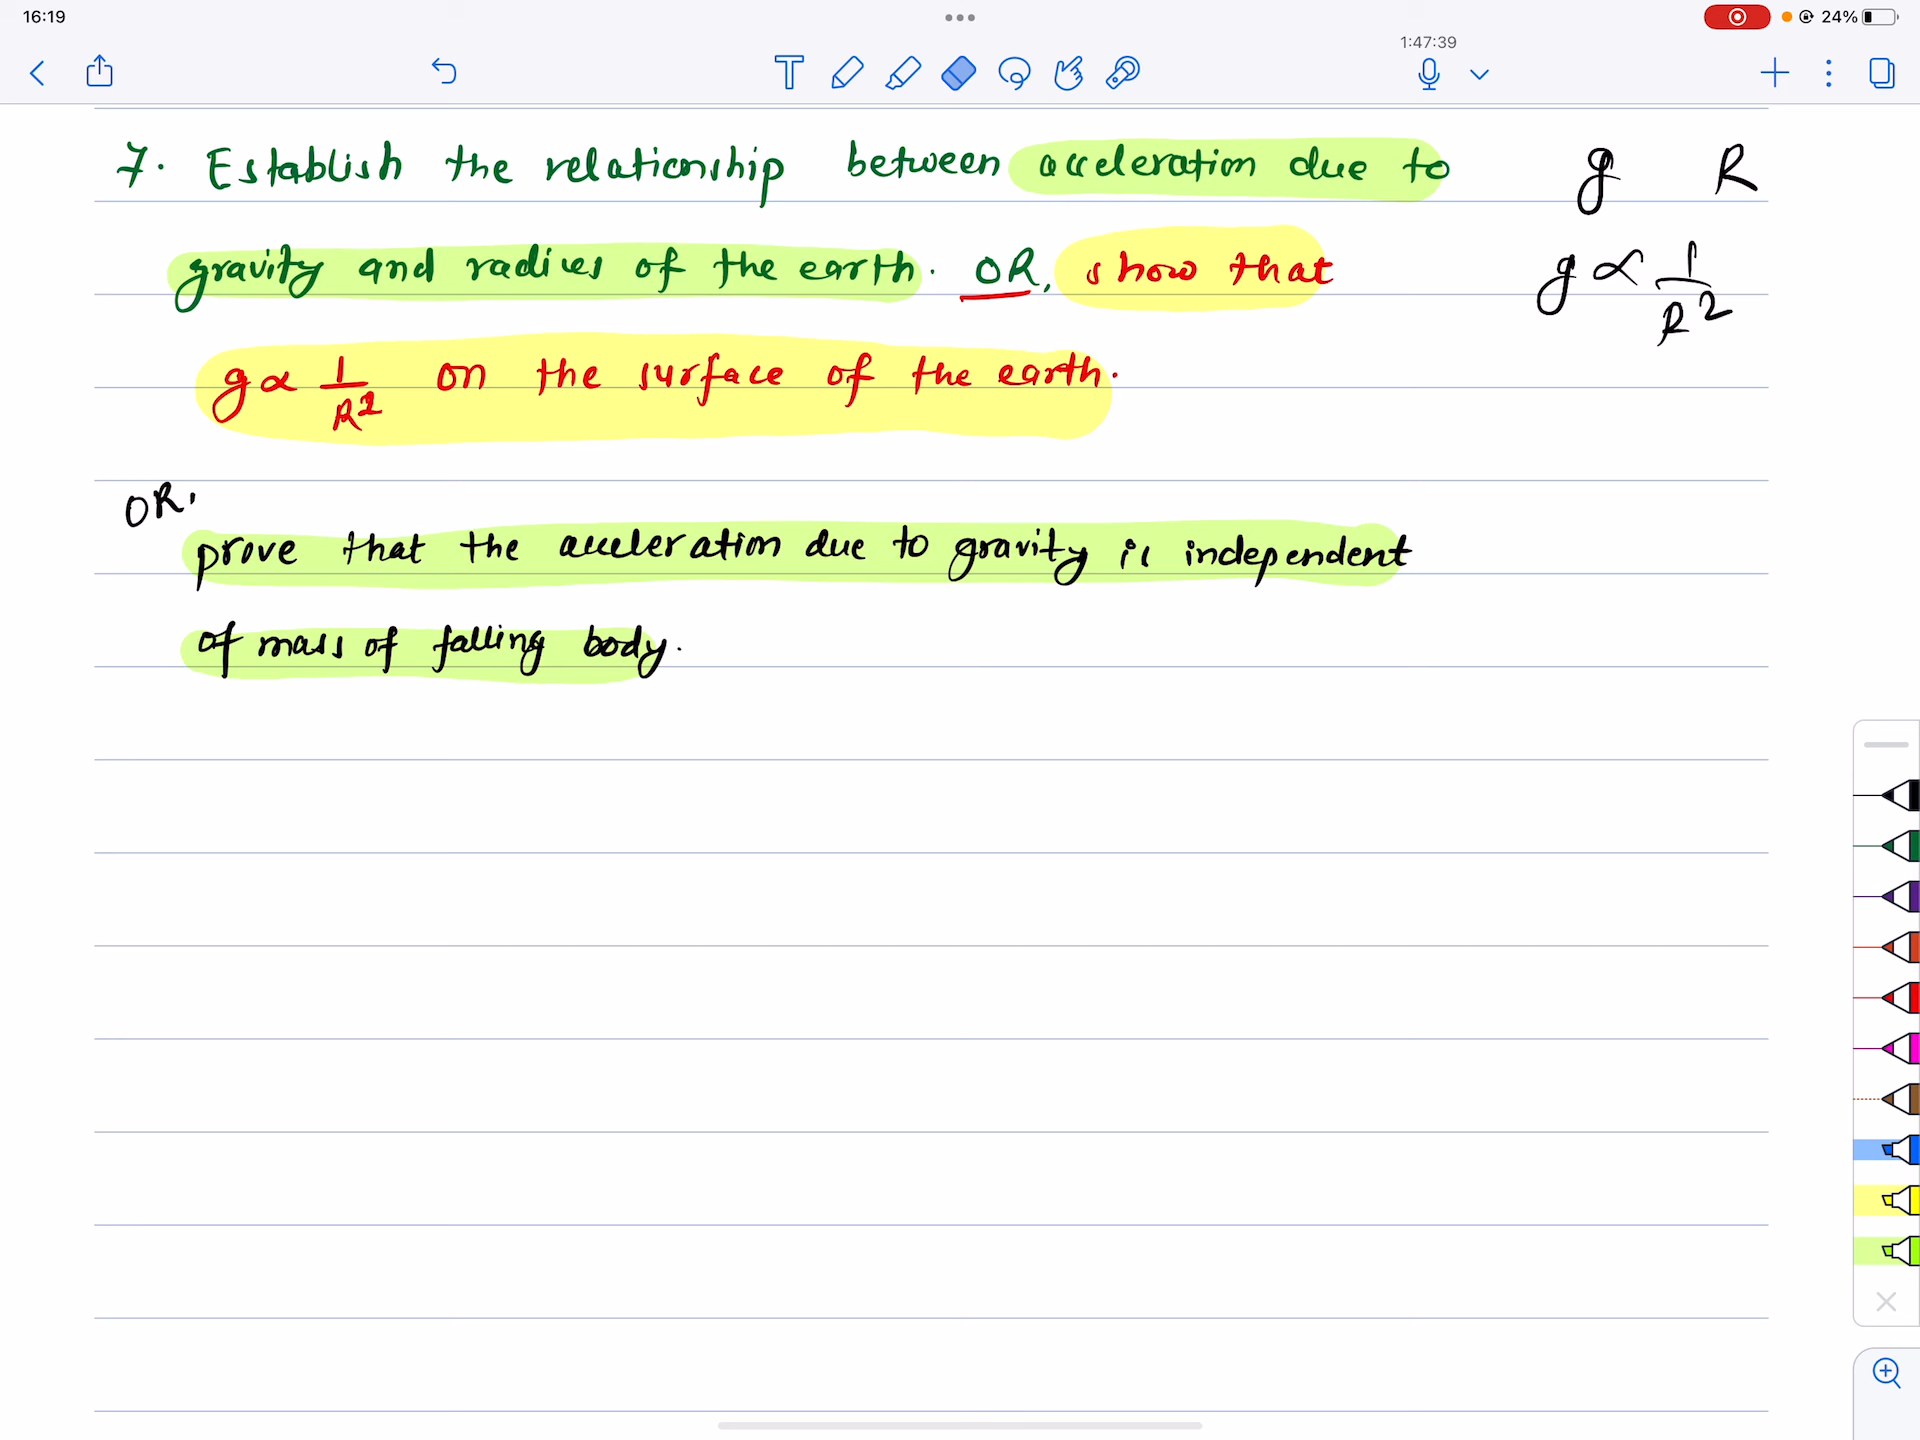 16:19
24%
1:47:39
7. Establish the relationship between acceleration due to
gravity and radius of the earth. OR, show that
g ∝ 1/R² on the surface of the earth.
g R
g ∝ 1/R²
OR,
prove that the acceleration due to gravity is independent
of mass of falling body.